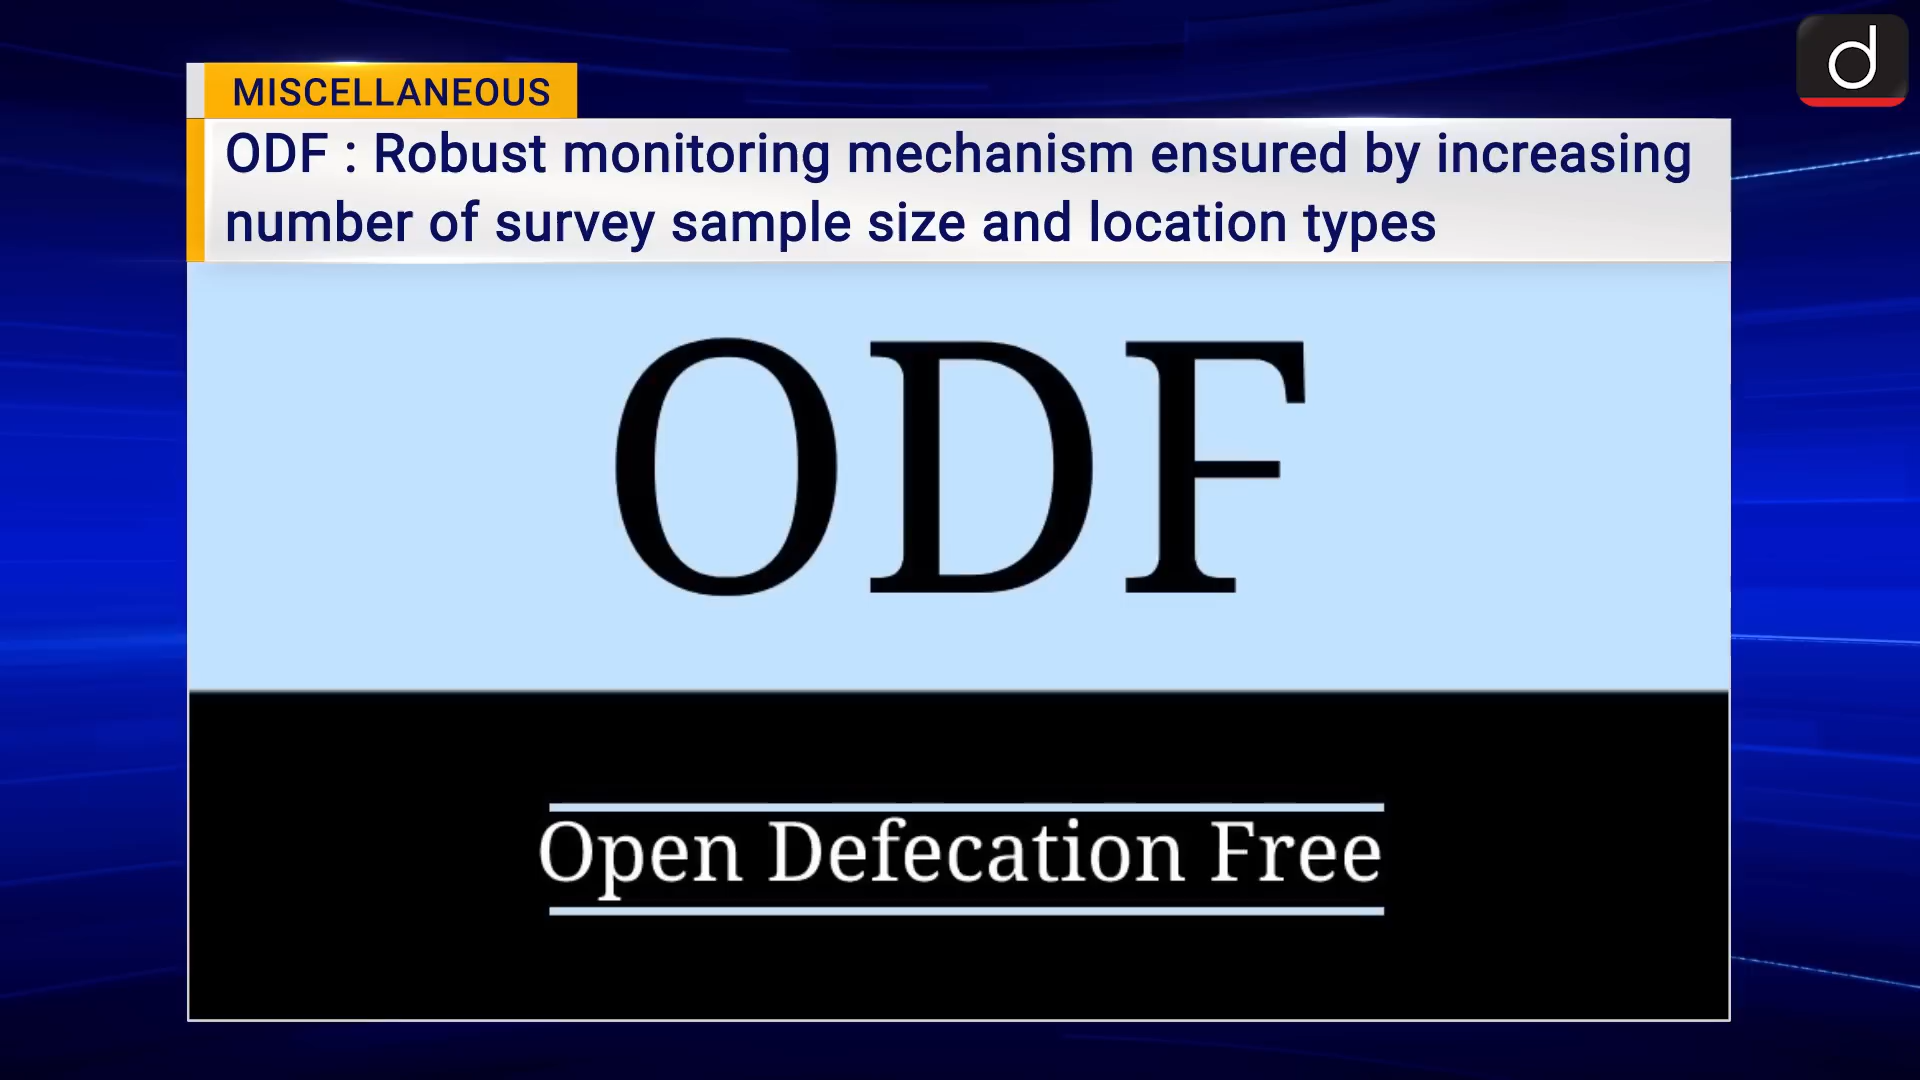 MISCELLANEOUS
ODF : Robust monitoring mechanism ensured by increasing
number of survey sample size and location types
ODF
Open Defecation Free
d